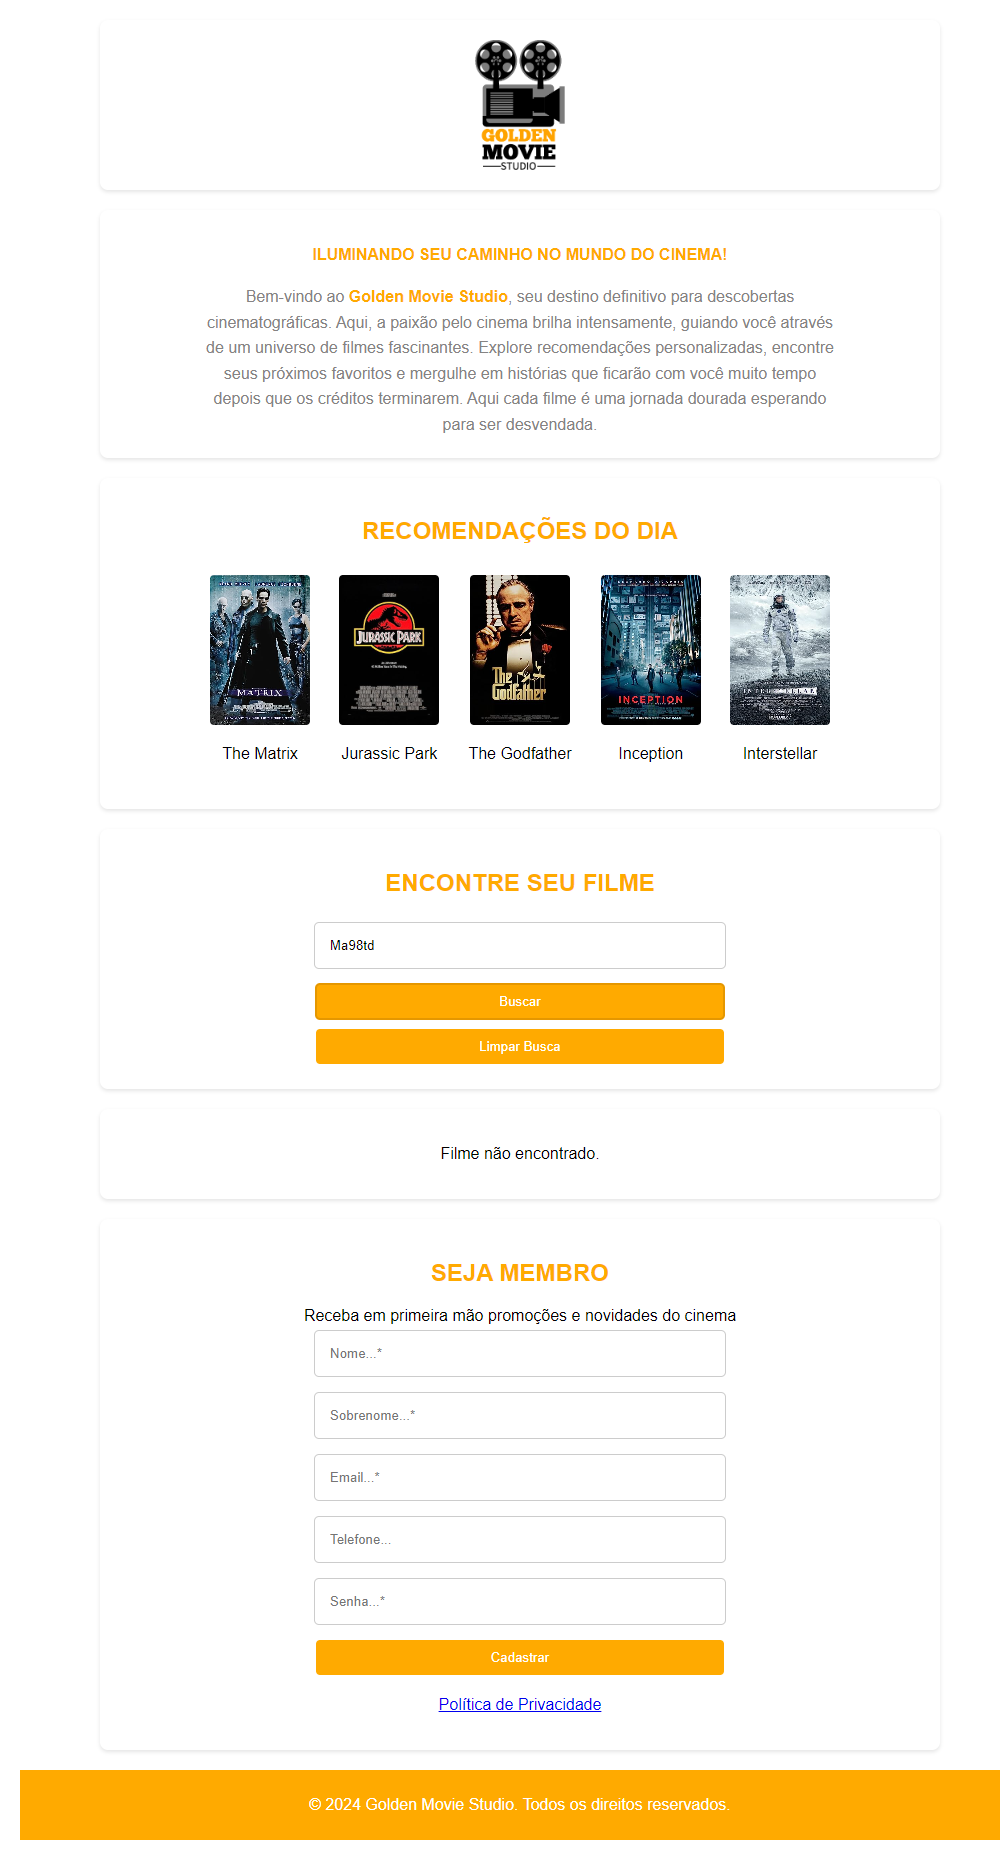 GOLDEN
MOVIE
STUDIO
ILUMINANDO SEU CAMINHO NO MUNDO DO CINEMA!
Bem-vindo ao Golden Movie Studio, seu destino definitivo para descobertas
cinematográficas. Aqui, a paixão pelo cinema brilha intensamente, guiando você através
de um universo de filmes fascinantes. Explore recomendações personalizadas, encontre
seus próximos favoritos e mergulhe em histórias que ficarão com você muito tempo
depois que os créditos terminarem. Aqui cada filme é uma jornada dourada esperando
para ser desvendada.
RECOMENDAÇÕES DO DIA
MATRIX
JURASSIC PARK
The
Godfather
INCEPTION
INTERSTELLAR
The Matrix
Jurassic Park
The Godfather
Inception
Interstellar
ENCONTRE SEU FILME
Ma98td
Buscar
Limpar Busca
Filme não encontrado.
SEJA MEMBRO
Receba em primeira mão promoções e novidades do cinema
Nome...*
Sobrenome...*
Email...*
Telefone...
Senha...*
Cadastrar
Política de Privacidade
© 2024 Golden Movie Studio. Todos os direitos reservados.